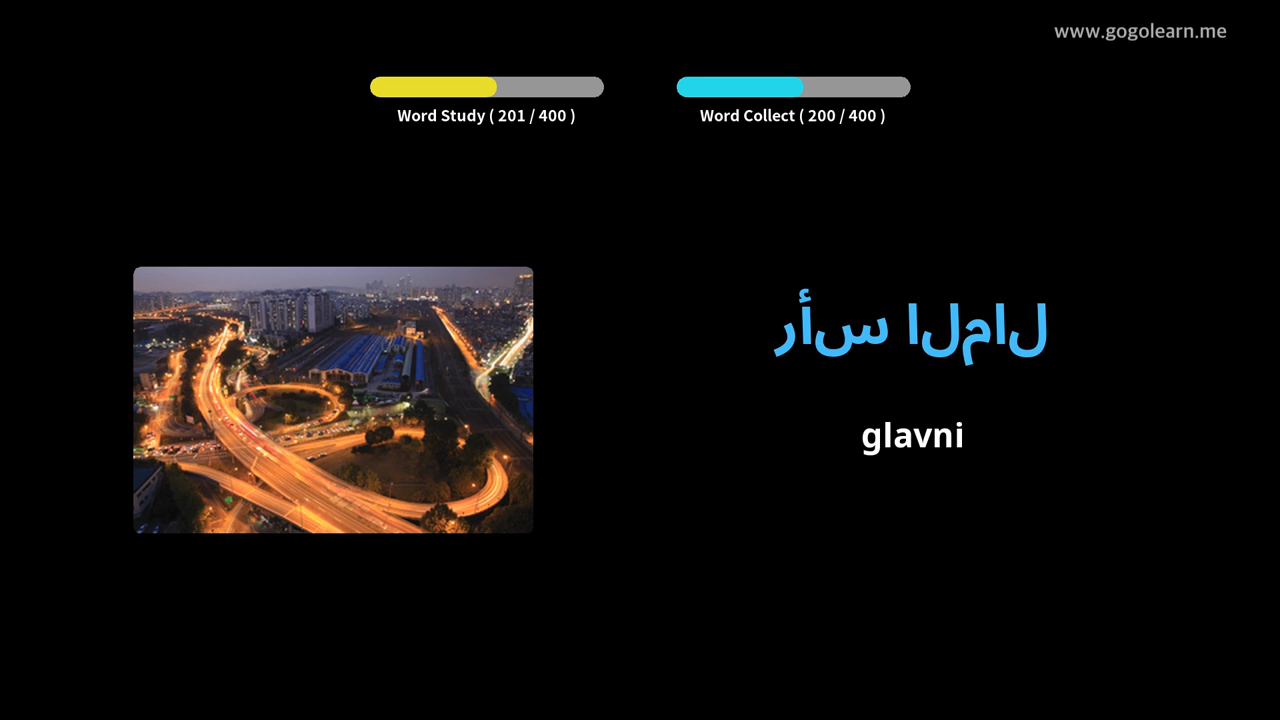 www.gogolearn.me
Word Study ( 201 / 400 )
Word Collect ( 200 / 400 )
رأس المال
glavni